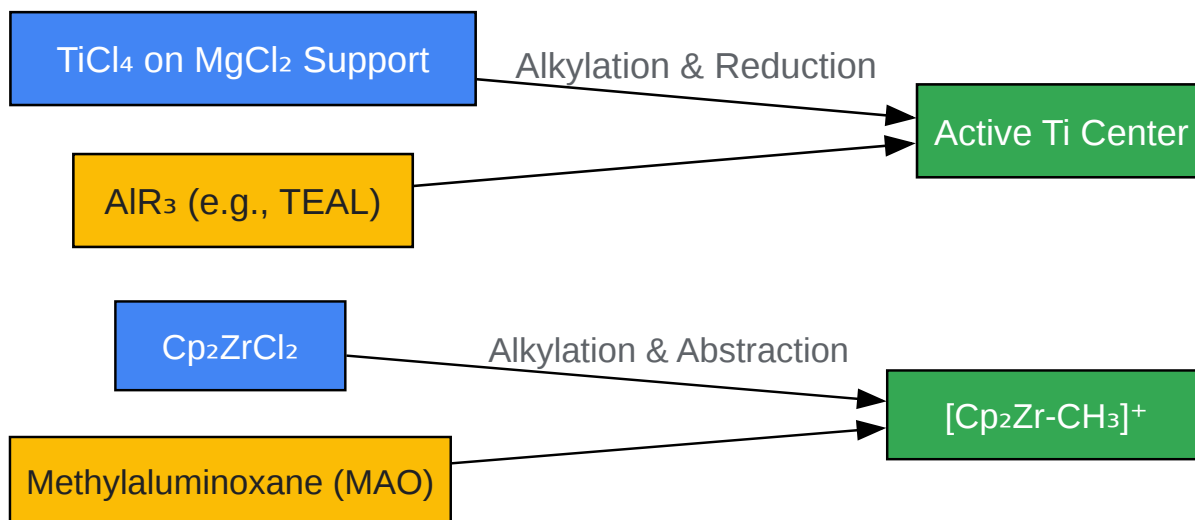 TiCl₄ on MgCl₂ Support
Alkylation & Reduction
Active Ti Center
AlR₃ (e.g., TEAL)
Cp₂ZrCl₂
Alkylation & Abstraction
[Cp₂Zr-CH₃]⁺
Methylaluminoxane (MAO)